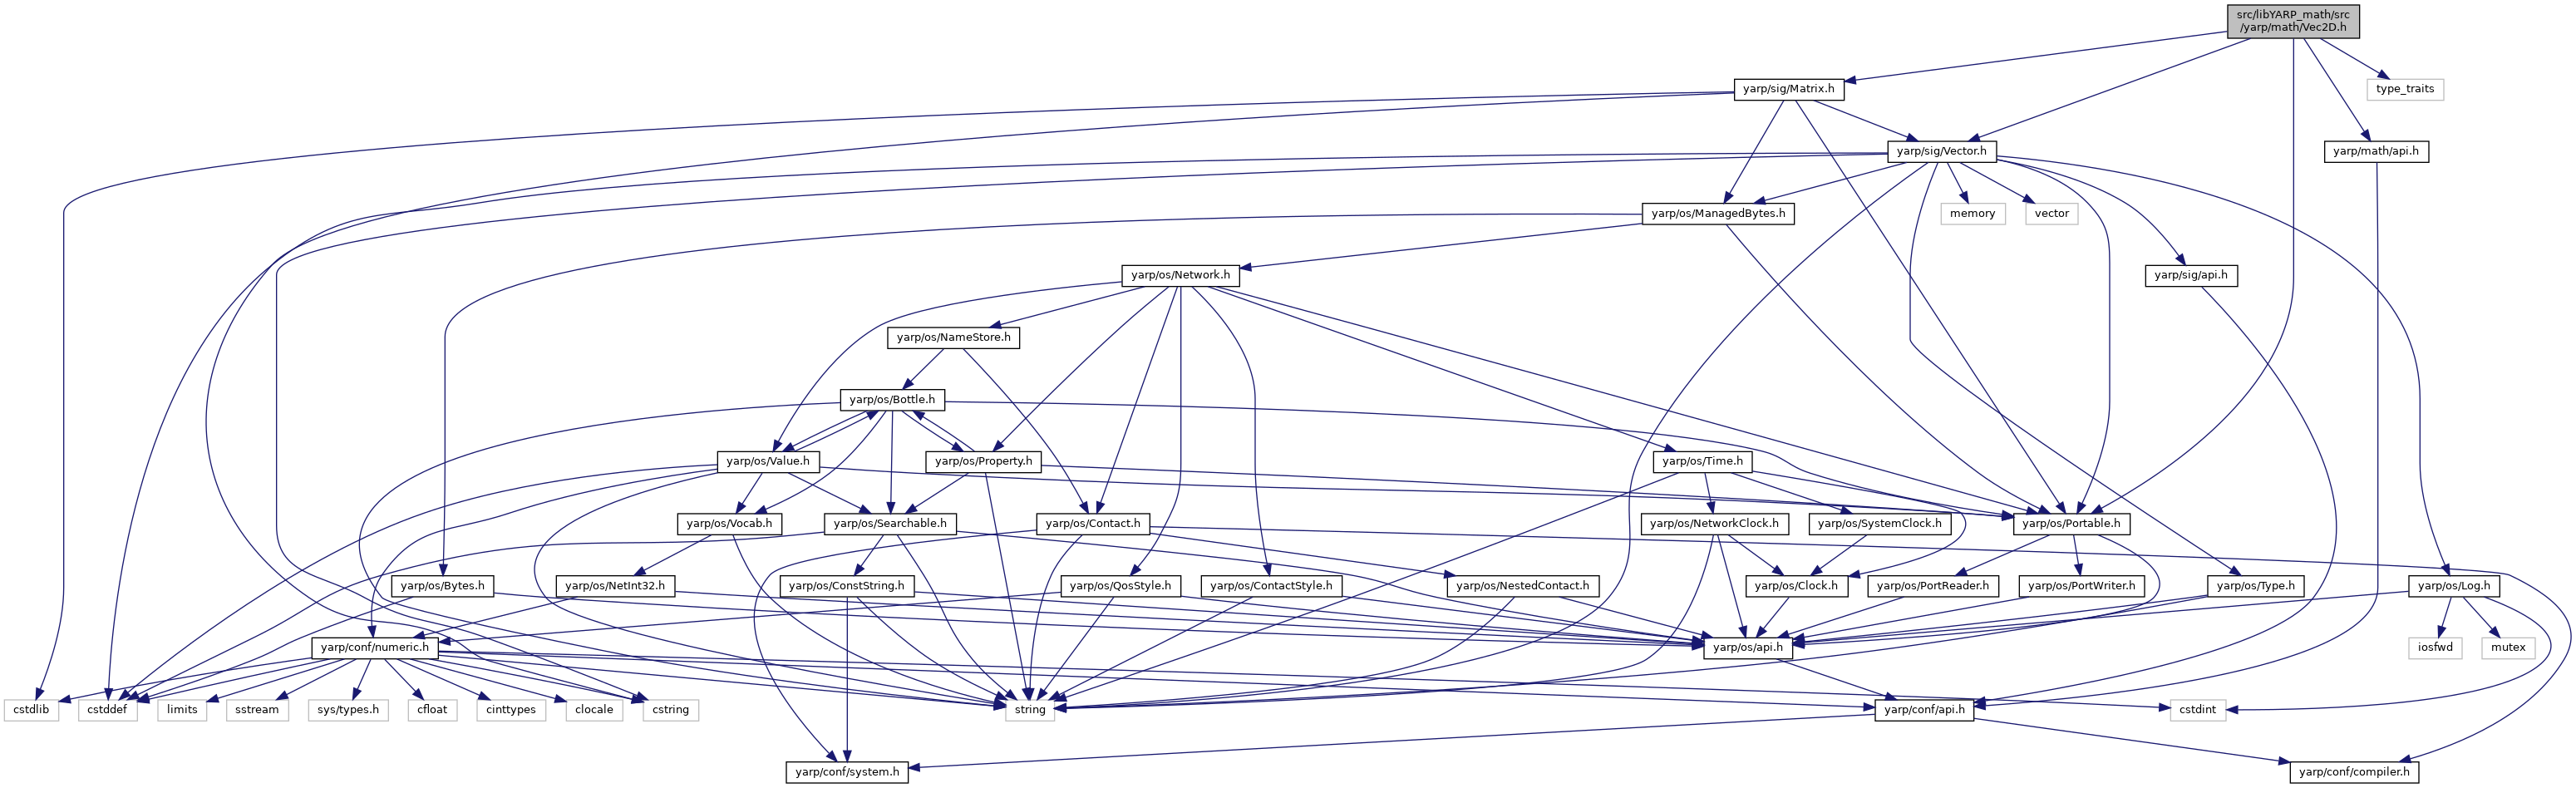 src/libYARP_math/src
/yarp/math/Vec2D.h
yarp/sig/Matrix.h
type_traits
yarp/sig/Vector.h
yarp/math/api.h
yarp/os/ManagedBytes.h
memory
vector
yarp/os/Network.h
yarp/sig/api.h
yarp/os/NameStore.h
yarp/os/Bottle.h
yarp/os/Value.h
yarp/os/Property.h
yarp/os/Time.h
yarp/os/Vocab.h
yarp/os/Searchable.h
yarp/os/Contact.h
yarp/os/NetworkClock.h
yarp/os/SystemClock.h
yarp/os/Portable.h
yarp/os/Bytes.h
yarp/os/NetInt32.h
yarp/os/ConstString.h
yarp/os/QosStyle.h
yarp/os/ContactStyle.h
yarp/os/NestedContact.h
yarp/os/Clock.h
yarp/os/PortReader.h
yarp/os/PortWriter.h
yarp/os/Type.h
yarp/os/Log.h
yarp/conf/numeric.h
yarp/os/api.h
iosfwd
mutex
cstdlib
cstddef
limits
sstream
sys/types.h
cfloat
cinttypes
clocale
cstring
string
yarp/conf/api.h
cstdint
yarp/conf/system.h
yarp/conf/compiler.h